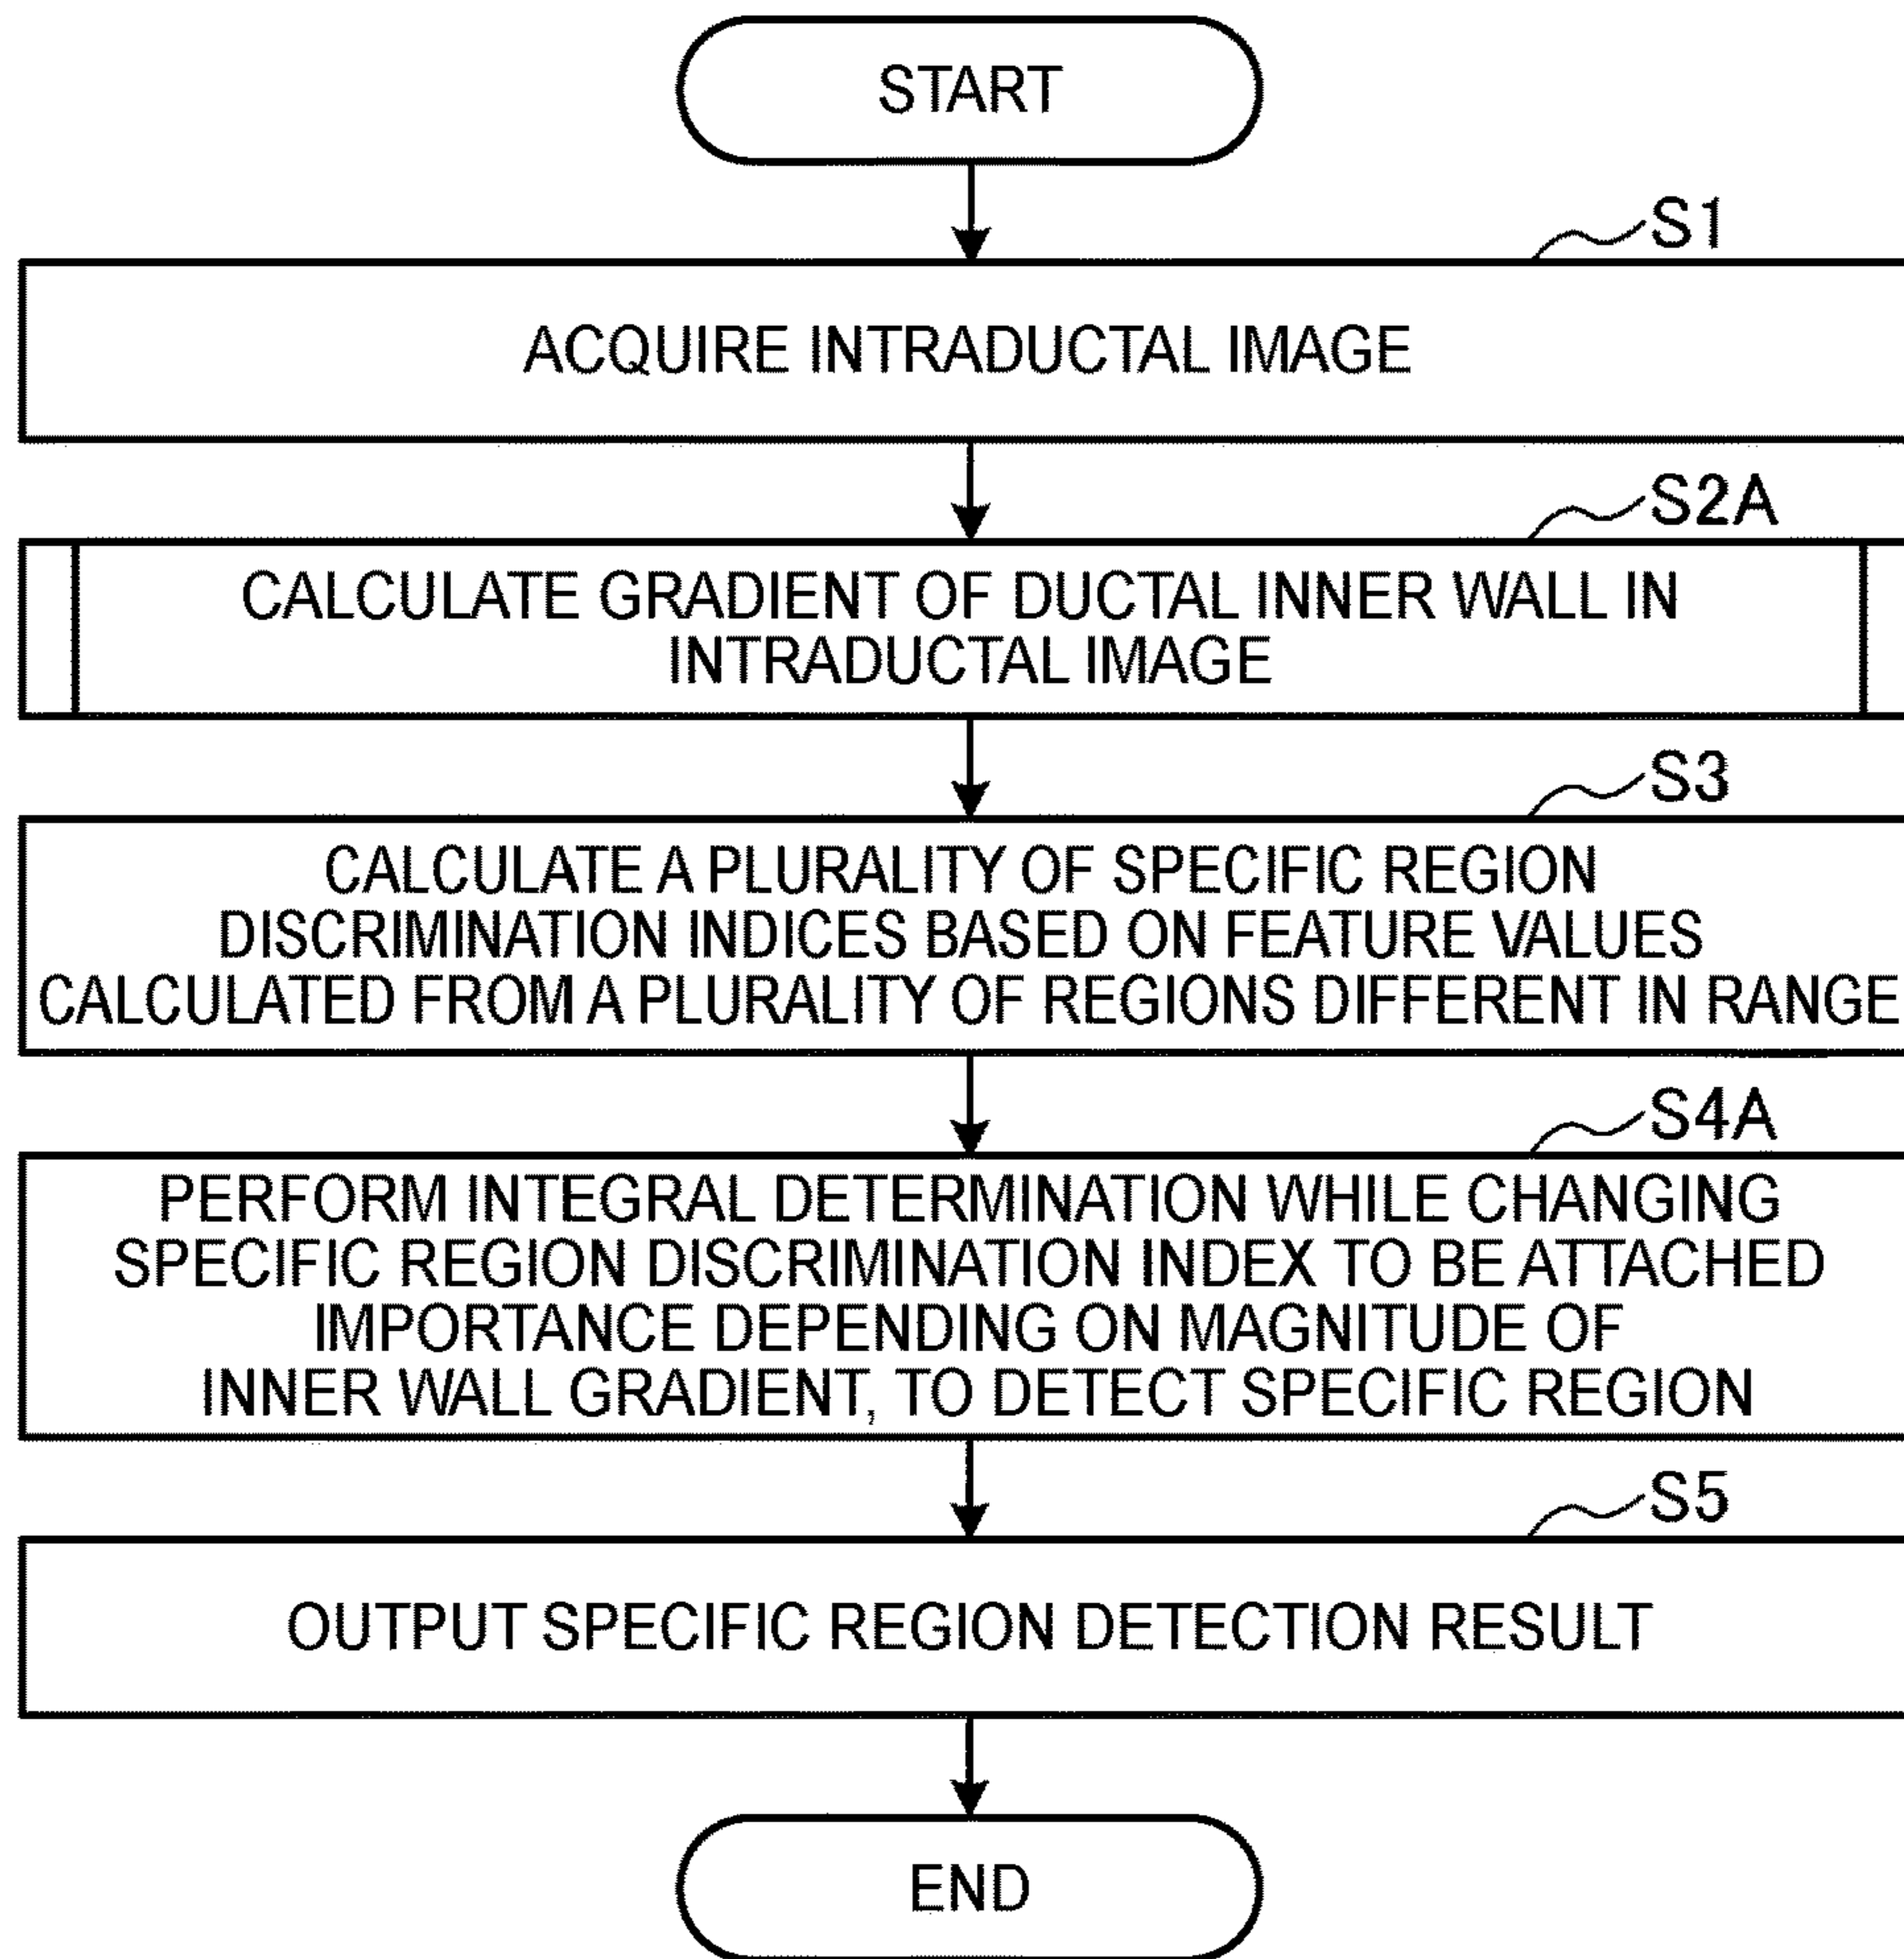 START
S1
ACQUIRE INTRADUCTAL IMAGE
S2A
CALCULATE GRADIENT OF DUCTAL INNER WALL IN
INTRADUCTAL IMAGE
S3
CALCULATE A PLURALITY OF SPECIFIC REGION
DISCRIMINATION INDICES BASED ON FEATURE VALUES
CALCULATED FROM A PLURALITY OF REGIONS DIFFERENT IN RANGE
S4A
PERFORM INTEGRAL DETERMINATION WHILE CHANGING
SPECIFIC REGION DISCRIMINATION INDEX TO BE ATTACHED
IMPORTANCE DEPENDING ON MAGNITUDE OF
INNER WALL GRADIENT, TO DETECT SPECIFIC REGION
S5
OUTPUT SPECIFIC REGION DETECTION RESULT
END